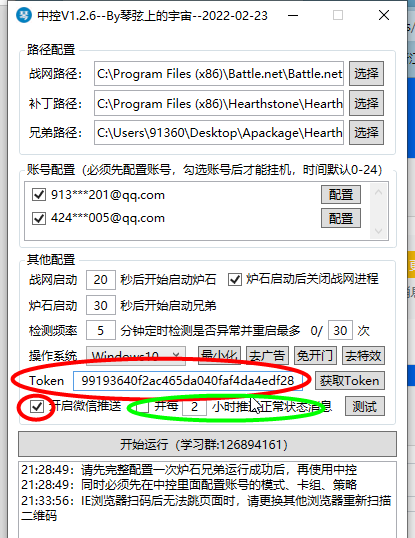 中控V1.2.6--By琴弦上的宇宙--2022-02-23
路径配置
战网路径： C:\Program Files (x86)\Battle.net\Battle.net 选择
补丁路径： C:\Program Files (x86)\Hearthstone\Hearth 选择
兄弟路径： C:\Users\91360\Desktop\Apackage\Hearth 选择
账号配置（必须先配置账号，勾选账号后才能挂机，时间默认0-24）
913***201@qq.com 配置
424***005@qq.com 配置
其他配置
战网启动 20 秒后开始启动炉石 炉石启动后关闭战网进程
炉石启动 30 秒后开始启动兄弟
检测频率 5 分钟定时检测是否异常并重启最多 0/ 30 次
操作系统 Windows10 最小化 去广告 免开门 去特效
Token 99193640f2ac465da040faf4da4edf28 获取Token
开启微信推送 并每 2 小时推送正常状态消息 测试
开始运行（学习群:126894161）
21:28:49：请先完整配置一次炉石兄弟运行成功后，再使用中控
21:28:49：同时必须在中控里面配置账号的模式、卡组、策略
21:33:56：IE浏览器扫码后无法跳页面时，请更换其他浏览器重新扫描
二维码